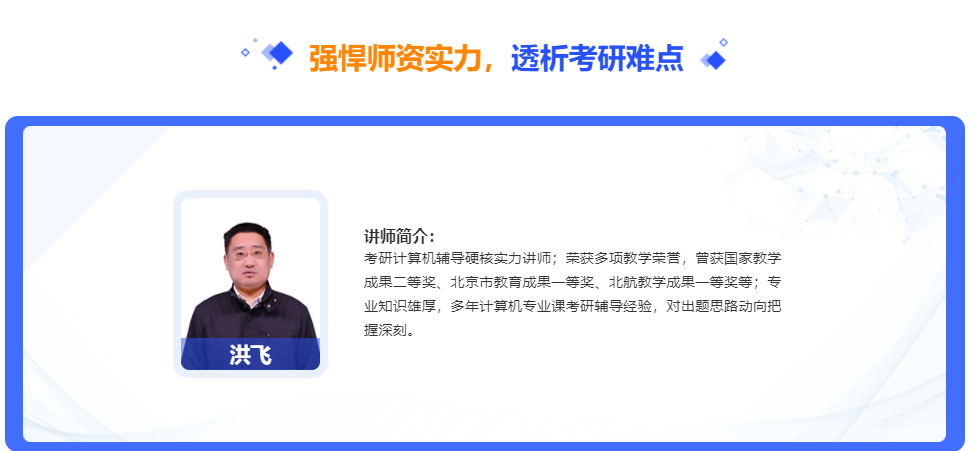 强悍师资实力，透析考研难点
讲师简介：
考研计算机辅导硬核实力讲师；荣获多项教学荣誉，曾获国家教学
成果二等奖、北京市教育成果一等奖、北航教学成果一等奖等；专
业知识雄厚，多年计算机专业课考研辅导经验，对出题思路动向把
握深刻。
洪飞